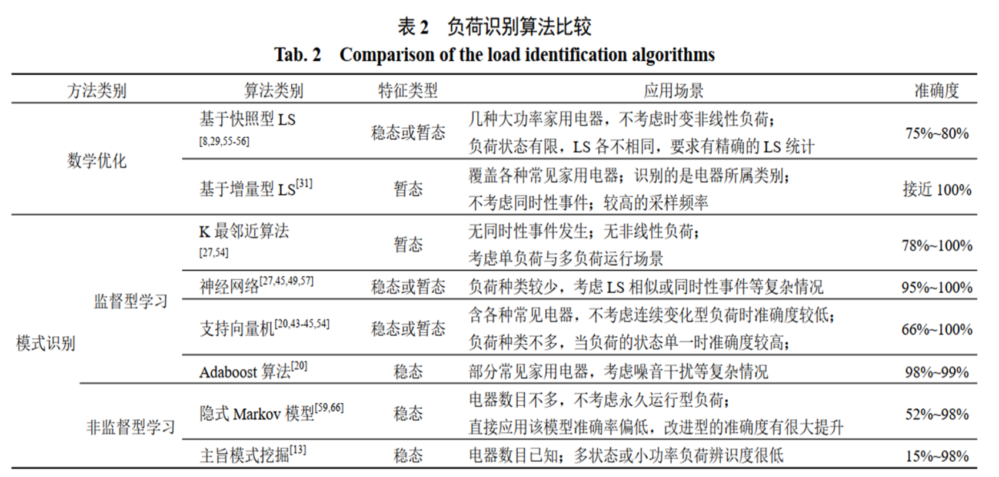 表 2 负荷识别算法比较
Tab. 2 Comparison of the load identification algorithms
方法类别 算法类别 特征类型 应用场景 准确度
数学优化
基于快照型 LS
[8,29,55-56]
稳态或暂态
几种大功率家用电器，不考虑时变非线性负荷；
负荷状态有限，LS 各不相同，要求有精确的 LS 统计
75%~80%
基于增量型 LS[31]
暂态
覆盖各种常见家用电器；识别的是电器所属类别；
不考虑同时性事件；较高的采样频率
接近 100%
模式识别
监督型学习
K 最邻近算法
[27,54]
暂态
无同时性事件发生；无非线性负荷；
考虑单负荷与多负荷运行场景
78%~100%
神经网络[27,45,49,57] 稳态或暂态 负荷种类较少，考虑 LS 相似或同时性事件等复杂情况 95%~100%
支持向量机[20,43-45,54]
稳态或暂态
含各种常见电器，不考虑连续变化型负荷时准确度较低；
负荷种类不多，当负荷的状态单一时准确度较高；
66%~100%
Adaboost 算法[20] 稳态 部分常见家用电器，考虑噪音干扰等复杂情况 98%~99%
非监督型学习
隐式 Markov 模型[59,66]
稳态
电器数目不多，不考虑永久运行型负荷；
直接应用该模型准确率偏低，改进型的准确度有很大提升
52%~98%
主旨模式挖掘[13] 稳态 电器数目已知；多状态或小功率负荷辨识度很低 15%~98%